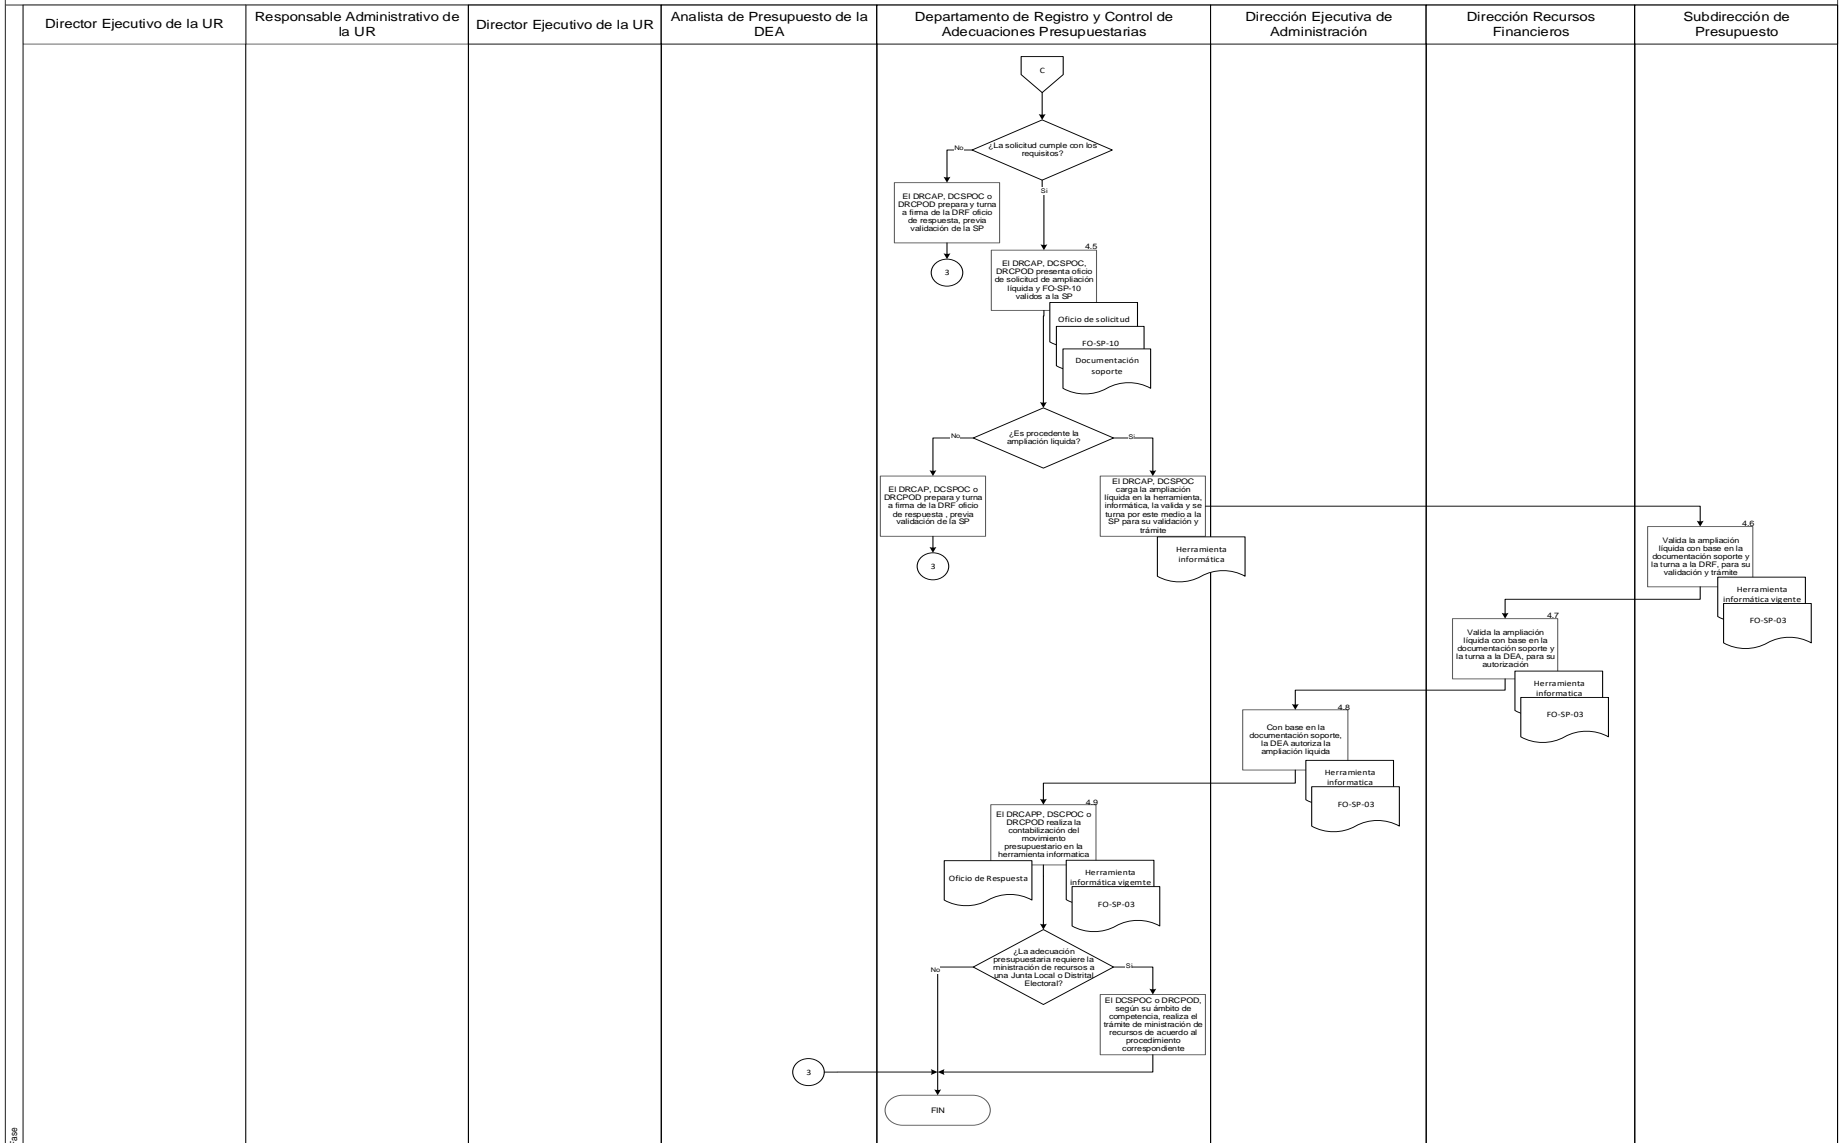 Director Ejecutivo de la UR
Responsable Administrativo de
la UR
Director Ejecutivo de la UR
Analista de Presupuesto de la
DEA
Departamento de Registro y Control de
Adecuaciones Presupuestarias
Dirección Ejecutiva de
Administración
Dirección Recursos
Financieros
Subdirección de
Presupuesto
C
¿La solicitud cumple con los
requisitos?
No
Si
El DRCAP, DCSPOC o
DRCPOD prepara y turna
a firma de la DRF oficio
de respuesta, previa
validación de la SP
3
4.5
El DRCAP, DCSPOC,
DRCPOD presenta oficio
de solicitud de ampliación
líquida y FO-SP-10
validos a la SP
Oficio de solicitud
FO-SP-10
Documentación
soporte
¿Es procedente la
ampliación liquida?
No
Si
El DRCAP, DCSPOC o
DRCPOD prepara y turna
a firma de la DRF oficio
de respuesta , previa
validación de la SP
3
El DRCAP, DCSPOC
carga la ampliación
líquida en la herramienta,
informática, la valida y se
turna por este medio a la
SP para su validación y
trámite
Herramienta
informática
4.6
Valida la ampliación
líquida con base en la
documentación soporte y
la turna a la DRF, para su
validación y trámite
Herramienta
informática vigente
FO-SP-03
4.7
Valida la ampliación
líquida con base en la
documentación soporte y
la turna a la DEA, para su
autorización
Herramienta
informatica
FO-SP-03
4.8
Con base en la
documentación soporte,
la DEA autoriza la
ampliación líquida
Herramienta
informatica
FO-SP-03
4.9
El DRCAPP, DSCPOC o
DRCPOD realiza la
contabilización del
movimiento
presupuestario en la
herramienta informatica
Oficio de Respuesta
Herramienta
informática vigemte
FO-SP-03
¿La adecuación
presupuestaria requiere la
ministración de recursos a
una Junta Local o Distrital
Electoral?
No
Si
El DCSPOC o DRCPOD,
según su ámbito de
competencia, realiza el
trámite de ministración de
recursos de acuerdo al
procedimiento
correspondiente
3
FIN
Fase